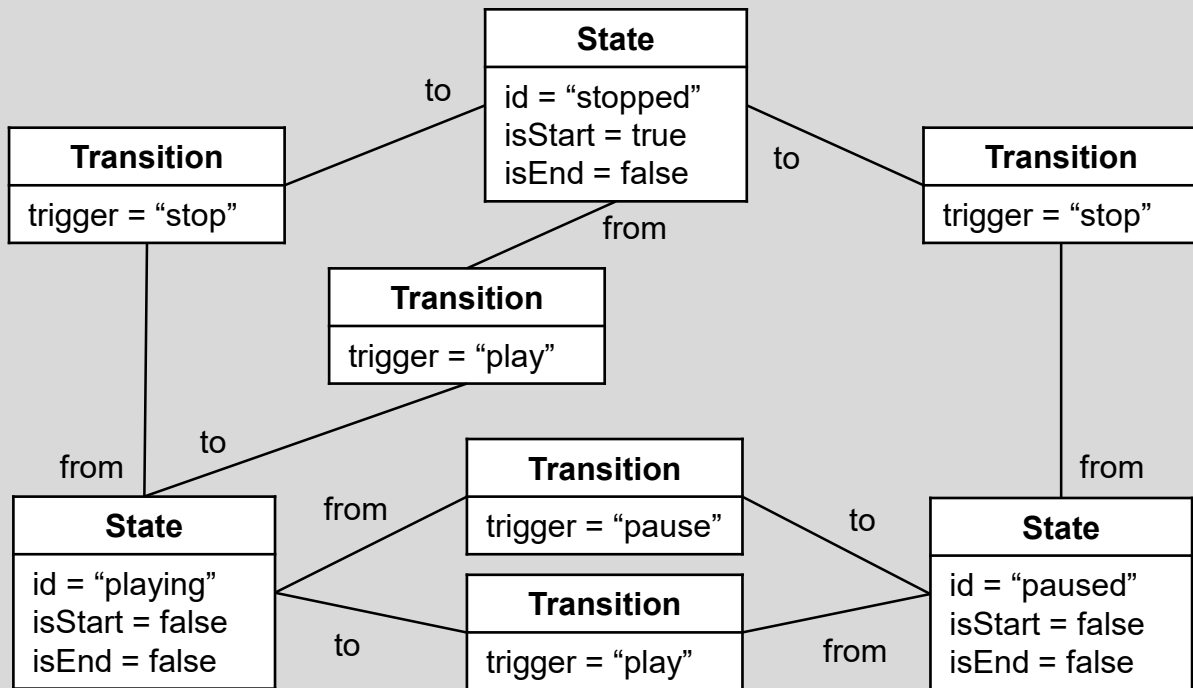 State
id = “stopped”
isStart = true
isEnd = false
to
to
Transition
trigger = “stop”
Transition
trigger = “stop”
from
Transition
trigger = “play”
to
from
from
Transition
trigger = “pause”
from
to
State
id = “playing”
isStart = false
isEnd = false
State
id = “paused”
isStart = false
isEnd = false
Transition
trigger = “play”
to
from